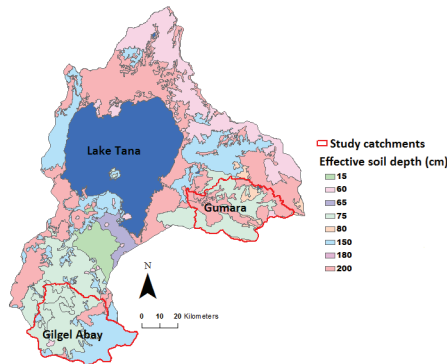 Lake Tana
Study catchments
Effective soil depth (cm)
15
60
65
75
80
150
180
200
Gumara
N
0 10 20 Kilometers
Gilgel Abay